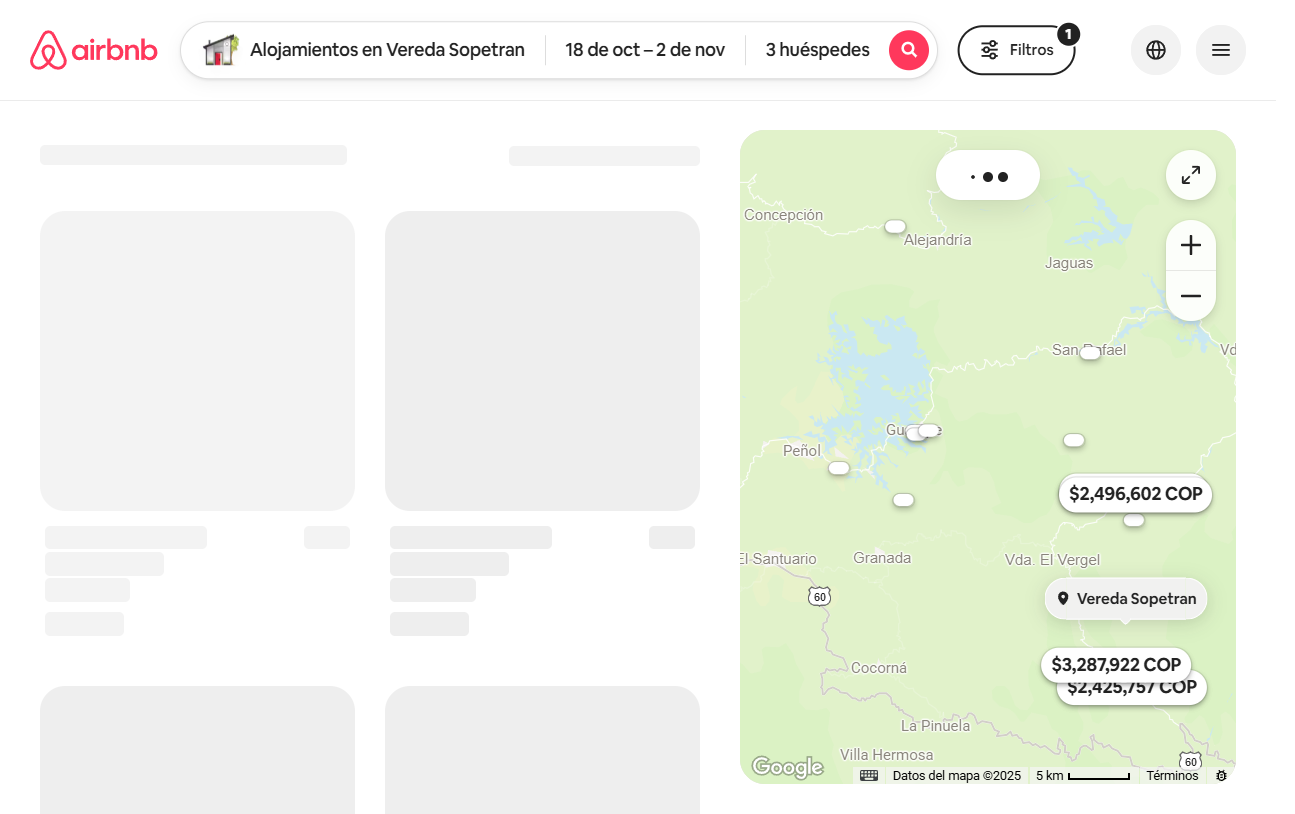 airbnb
Alojamientos en Vereda Sopetran
18 de oct – 2 de nov
3 huéspedes
Filtros
1
Concepción
Alejandría
Jaguas
San Rafael
Vd
Peñol
$2,496,602 COP
El Santuario
Granada
Vda. El Vergel
60
Vereda Sopetran
Cocorná
$3,287,922 COP
$2,425,757 COP
La Pinuela
Villa Hermosa
60
Google
Datos del mapa ©2025
5 km
Términos